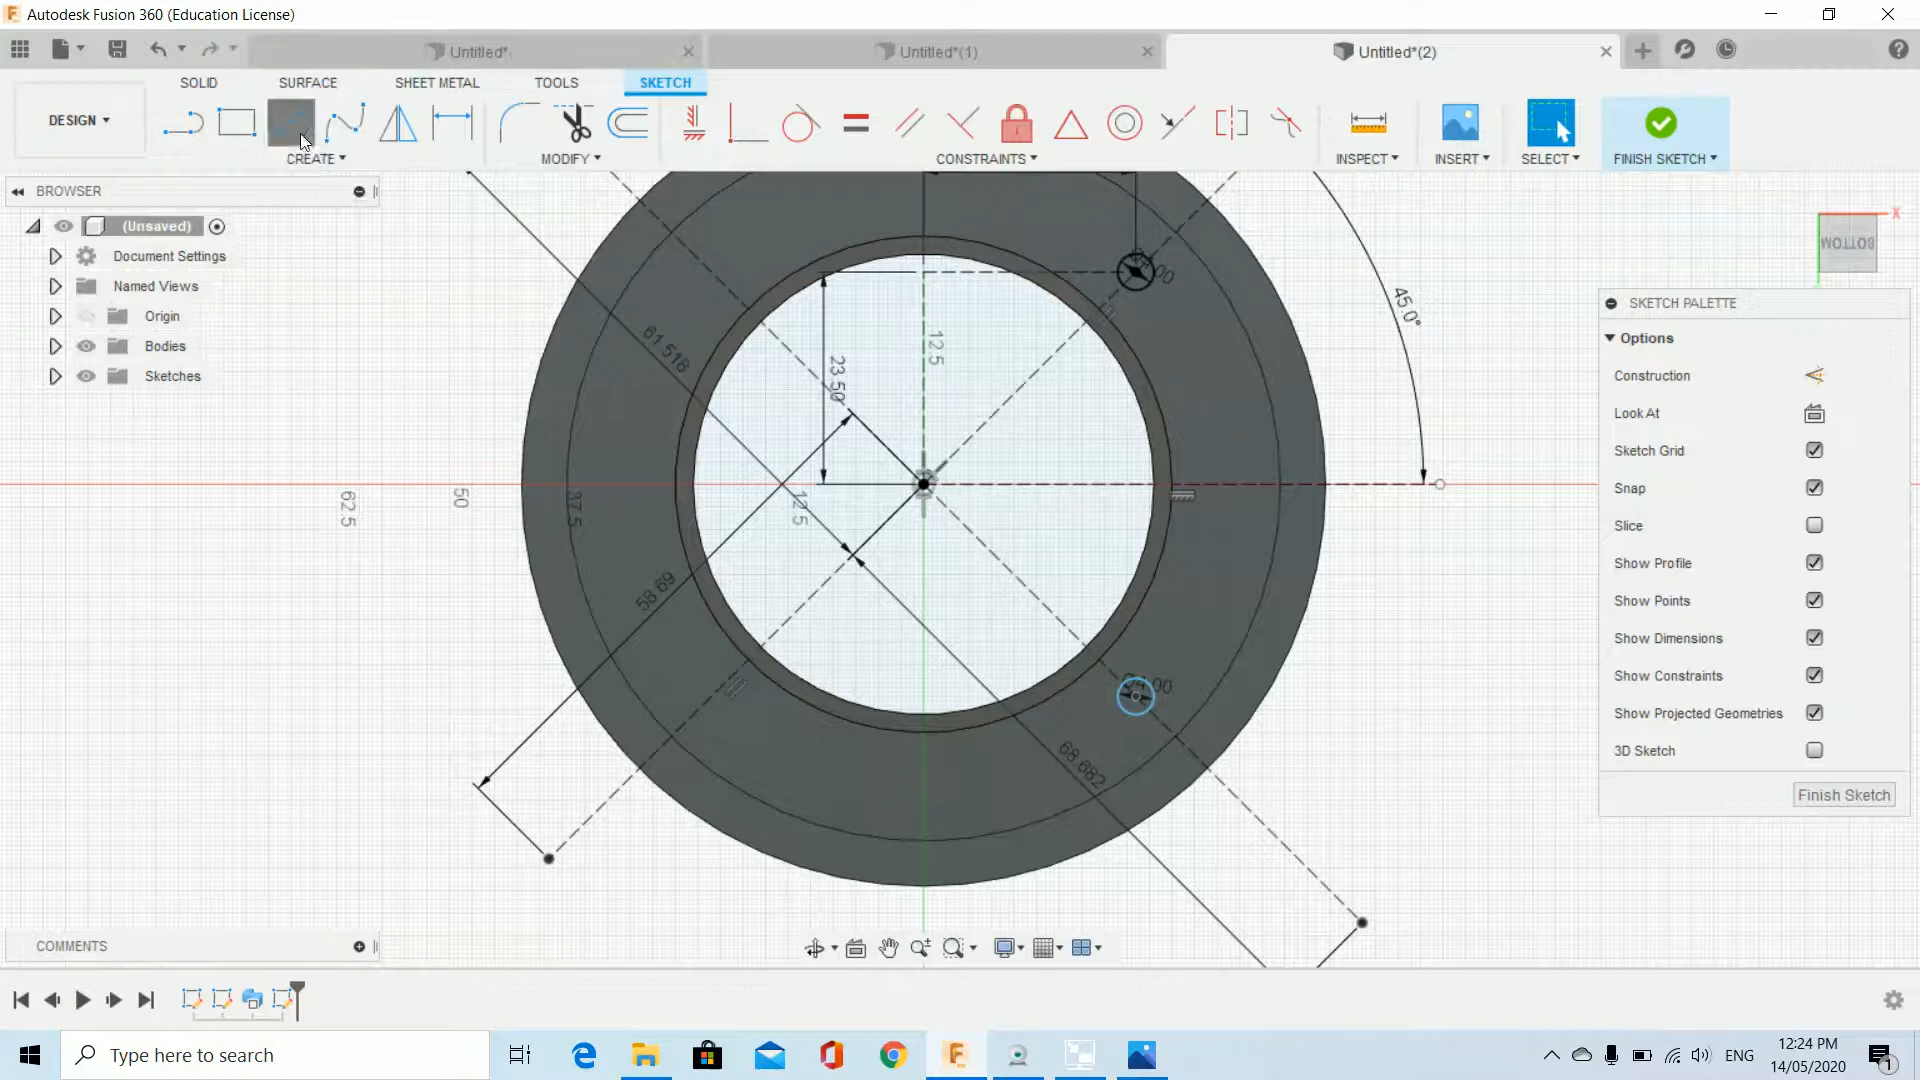 Autodesk Fusion 360 (Education License)
Untitled*
Untitled*(1)
Untitled*(2)
SOLID
SURFACE
SHEET METAL
TOOLS
SKETCH
DESIGN
CREATE
MODIFY
CONSTRAINTS
INSPECT
INSERT
SELECT
FINISH SKETCH
BROWSER
(Unsaved)
Document Settings
Named Views
Origin
Bodies
Sketches
BOTTOM
X
45.0°
61.518
23.50
12.5
62.5
50
37.5
12.5
58.69
68.682
SKETCH PALETTE
Options
Construction
Look At
Sketch Grid
Snap
Slice
Show Profile
Show Points
Show Dimensions
Show Constraints
Show Projected Geometries
3D Sketch
Finish Sketch
COMMENTS
Type here to search
ENG
12:24 PM
14/05/2020
1